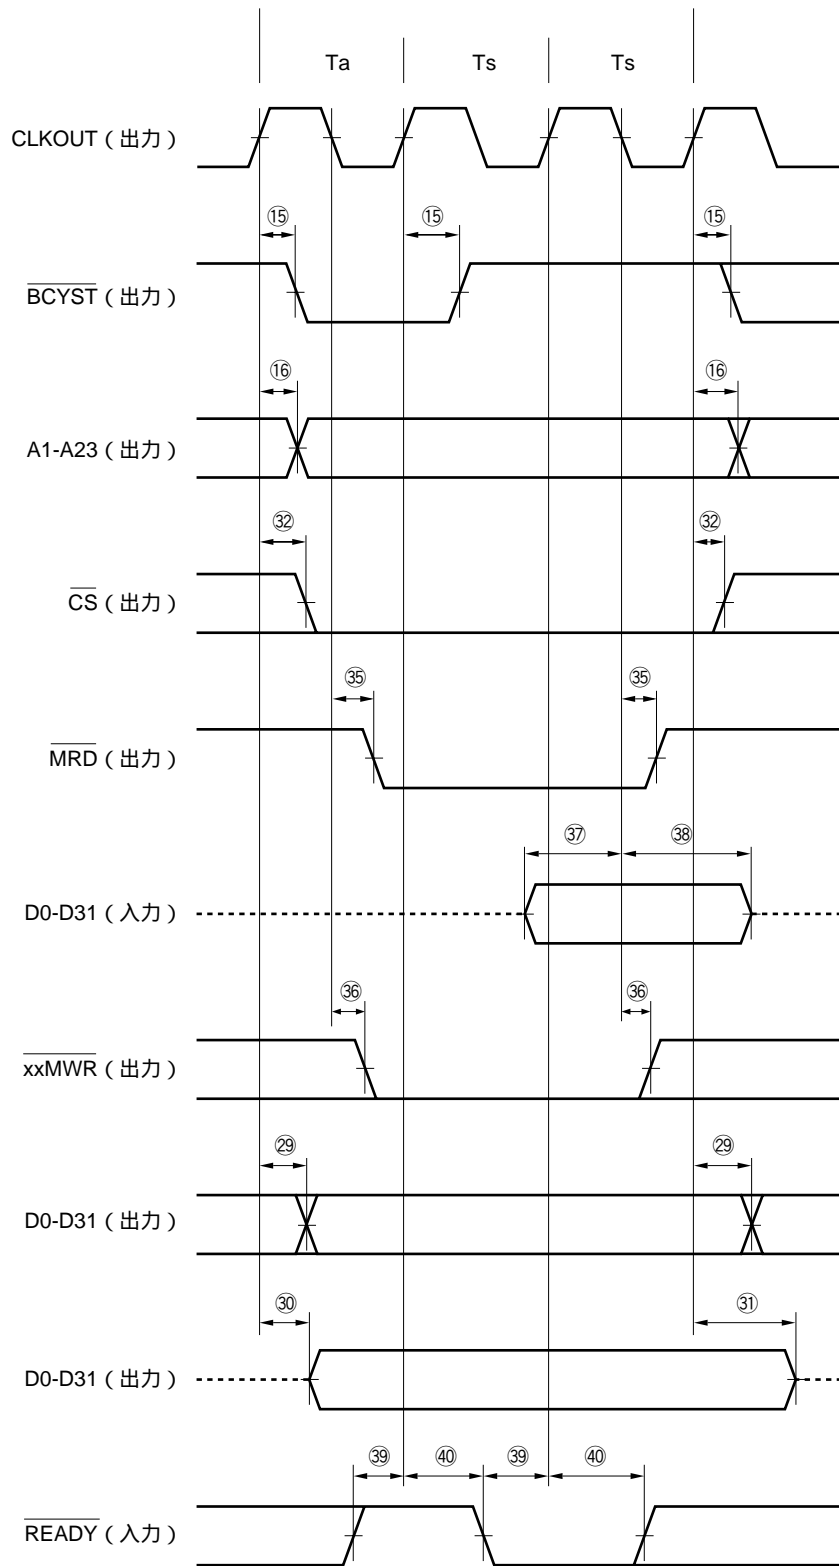 Ta Ts Ts
CLKOUT(出力)
⑮ ⑮ ⑮
BCYST(出力)
⑯ ⑯
A1-A23(出力)
㉜ ㉜
CS(出力)
㉟ ㉟
MRD(出力)
㊲ ㊳
D0-D31(入力)
㊱ ㊱
xxMWR(出力)
㉙ ㉙
D0-D31(出力)
㉚ ㉛
D0-D31(出力)
㊴ ㊵ ㊴ ㊵
READY(入力)